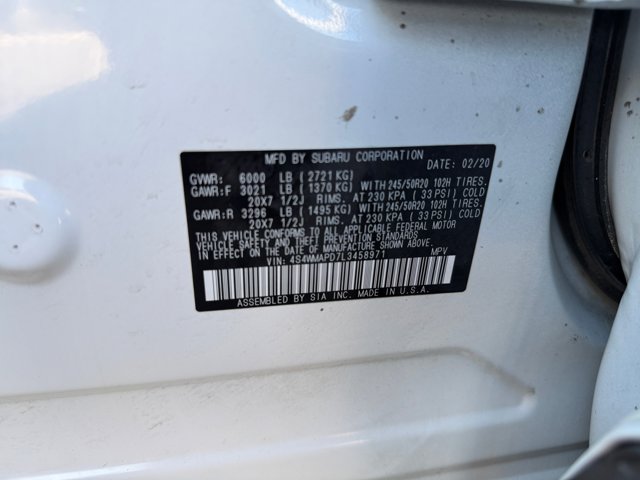 MFD BY SUBARU CORPORATION
DATE: 02/20
GVWR: 6000 LB (2721 KG)
GAWR:F 3021 LB (1370 KG) WITH 245/50R20 102H TIRES.
20X7 1/2J RIMS. AT 230 KPA (33 PSI) COLD
GAWR:R 3296 LB (1495 KG) WITH 245/50R20 102H TIRES.
20X7 1/2J RIMS. AT 230 KPA (33 PSI) COLD
THIS VEHICLE CONFORMS TO ALL APPLICABLE FEDERAL MOTOR
VEHICLE SAFETY AND THEFT PREVENTION STANDARDS
IN EFFECT ON THE DATE OF MANUFACTURE SHOWN ABOVE.
VIN: 4S4WMAPD7L3458971 MPV
ASSEMBLED BY SIA INC. MADE IN U.S.A.